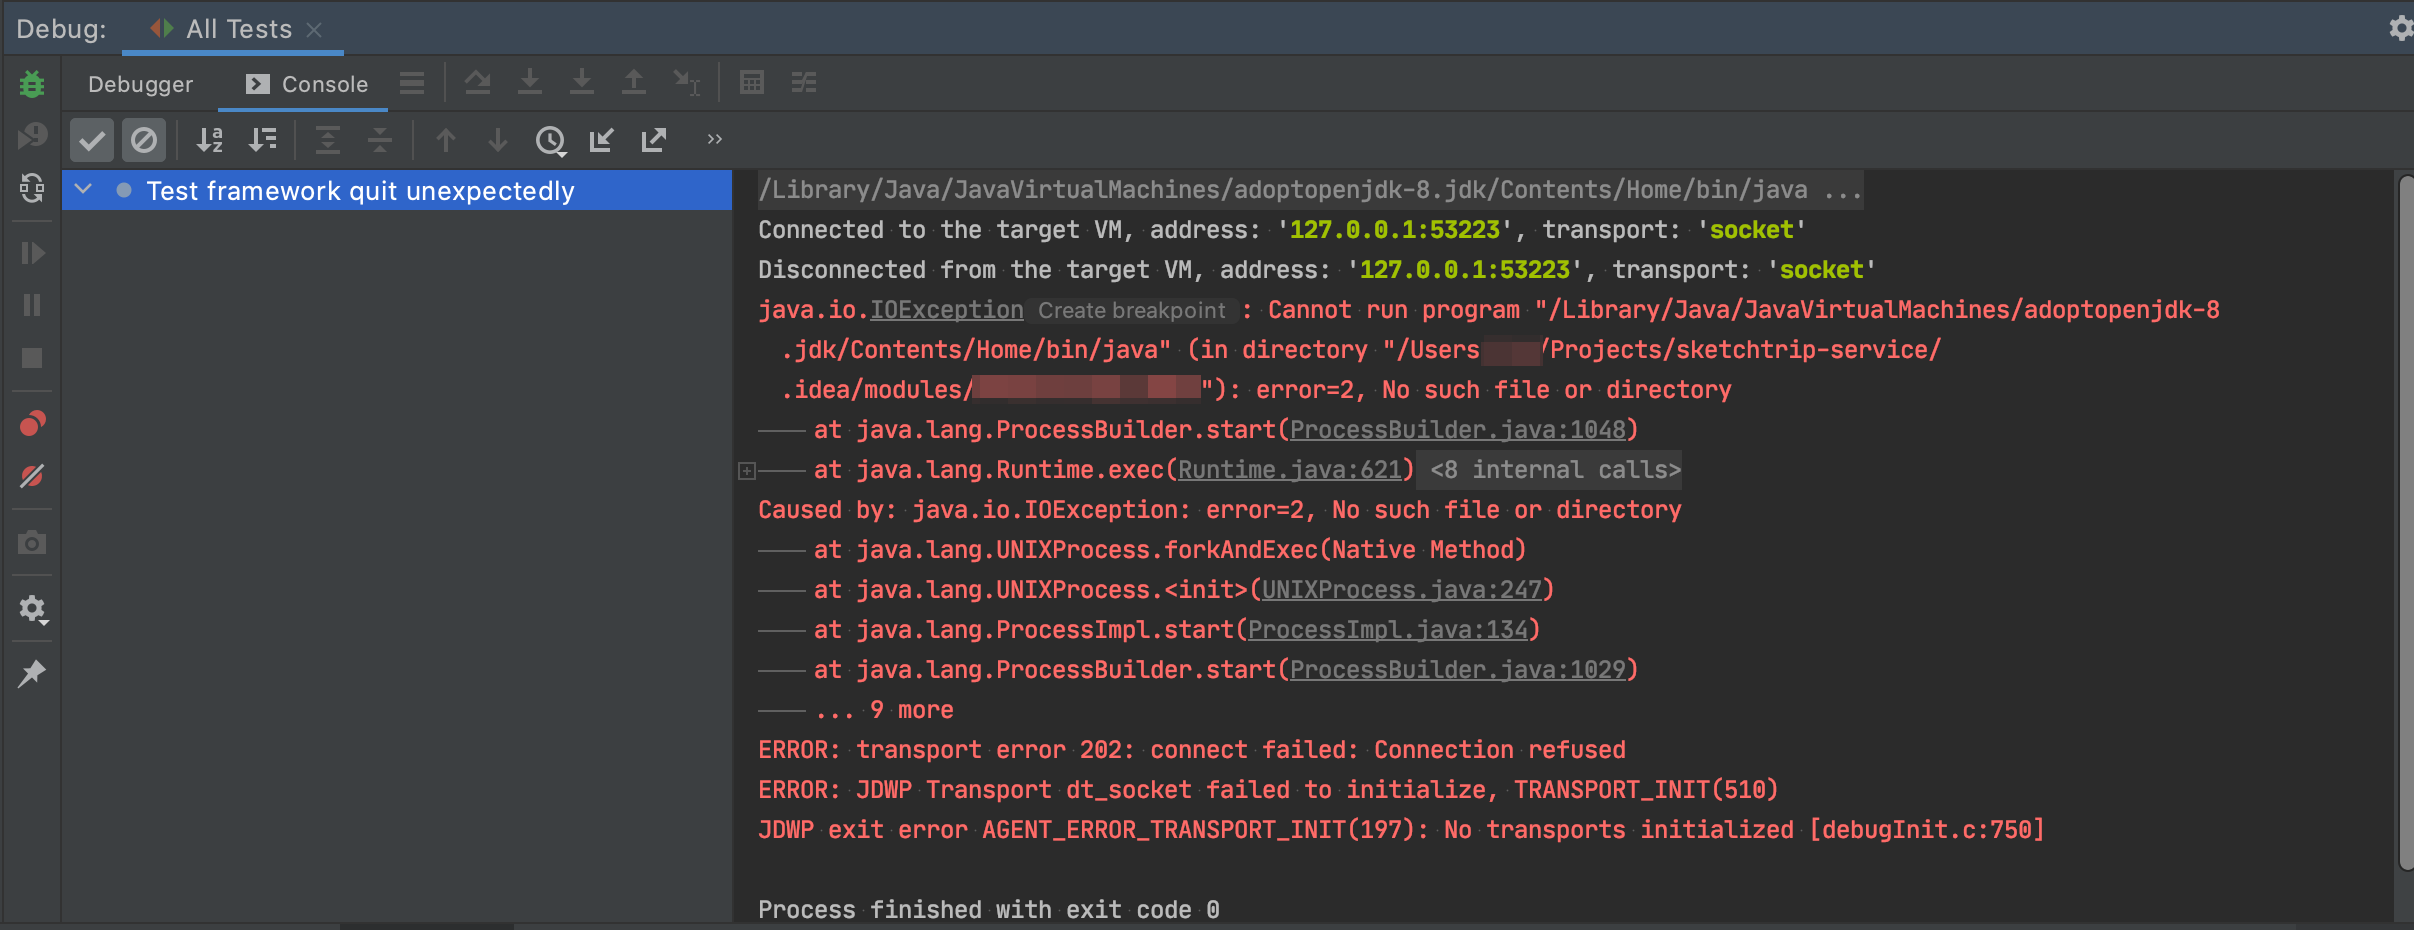 Debug:
All Tests
Debugger
Console
Test framework quit unexpectedly
/Library/Java/JavaVirtualMachines/adoptopenjdk-8.jdk/Contents/Home/bin/java ...
Connected to the target VM, address: '127.0.0.1:53223', transport: 'socket'
Disconnected from the target VM, address: '127.0.0.1:53223', transport: 'socket'
java.io.IOException Create breakpoint : Cannot run program "/Library/Java/JavaVirtualMachines/adoptopenjdk-8
.jdk/Contents/Home/bin/java" (in directory "/Users /Projects/sketchtrip-service/
.idea/modules/ "): error=2, No such file or directory
at java.lang.ProcessBuilder.start(ProcessBuilder.java:1048)
at java.lang.Runtime.exec(Runtime.java:621) <8 internal calls>
Caused by: java.io.IOException: error=2, No such file or directory
at java.lang.UNIXProcess.forkAndExec(Native Method)
at java.lang.UNIXProcess.<init>(UNIXProcess.java:247)
at java.lang.ProcessImpl.start(ProcessImpl.java:134)
at java.lang.ProcessBuilder.start(ProcessBuilder.java:1029)
... 9 more
ERROR: transport error 202: connect failed: Connection refused
ERROR: JDWP Transport dt_socket failed to initialize, TRANSPORT_INIT(510)
JDWP exit error AGENT_ERROR_TRANSPORT_INIT(197): No transports initialized [debugInit.c:750]
Process finished with exit code 0